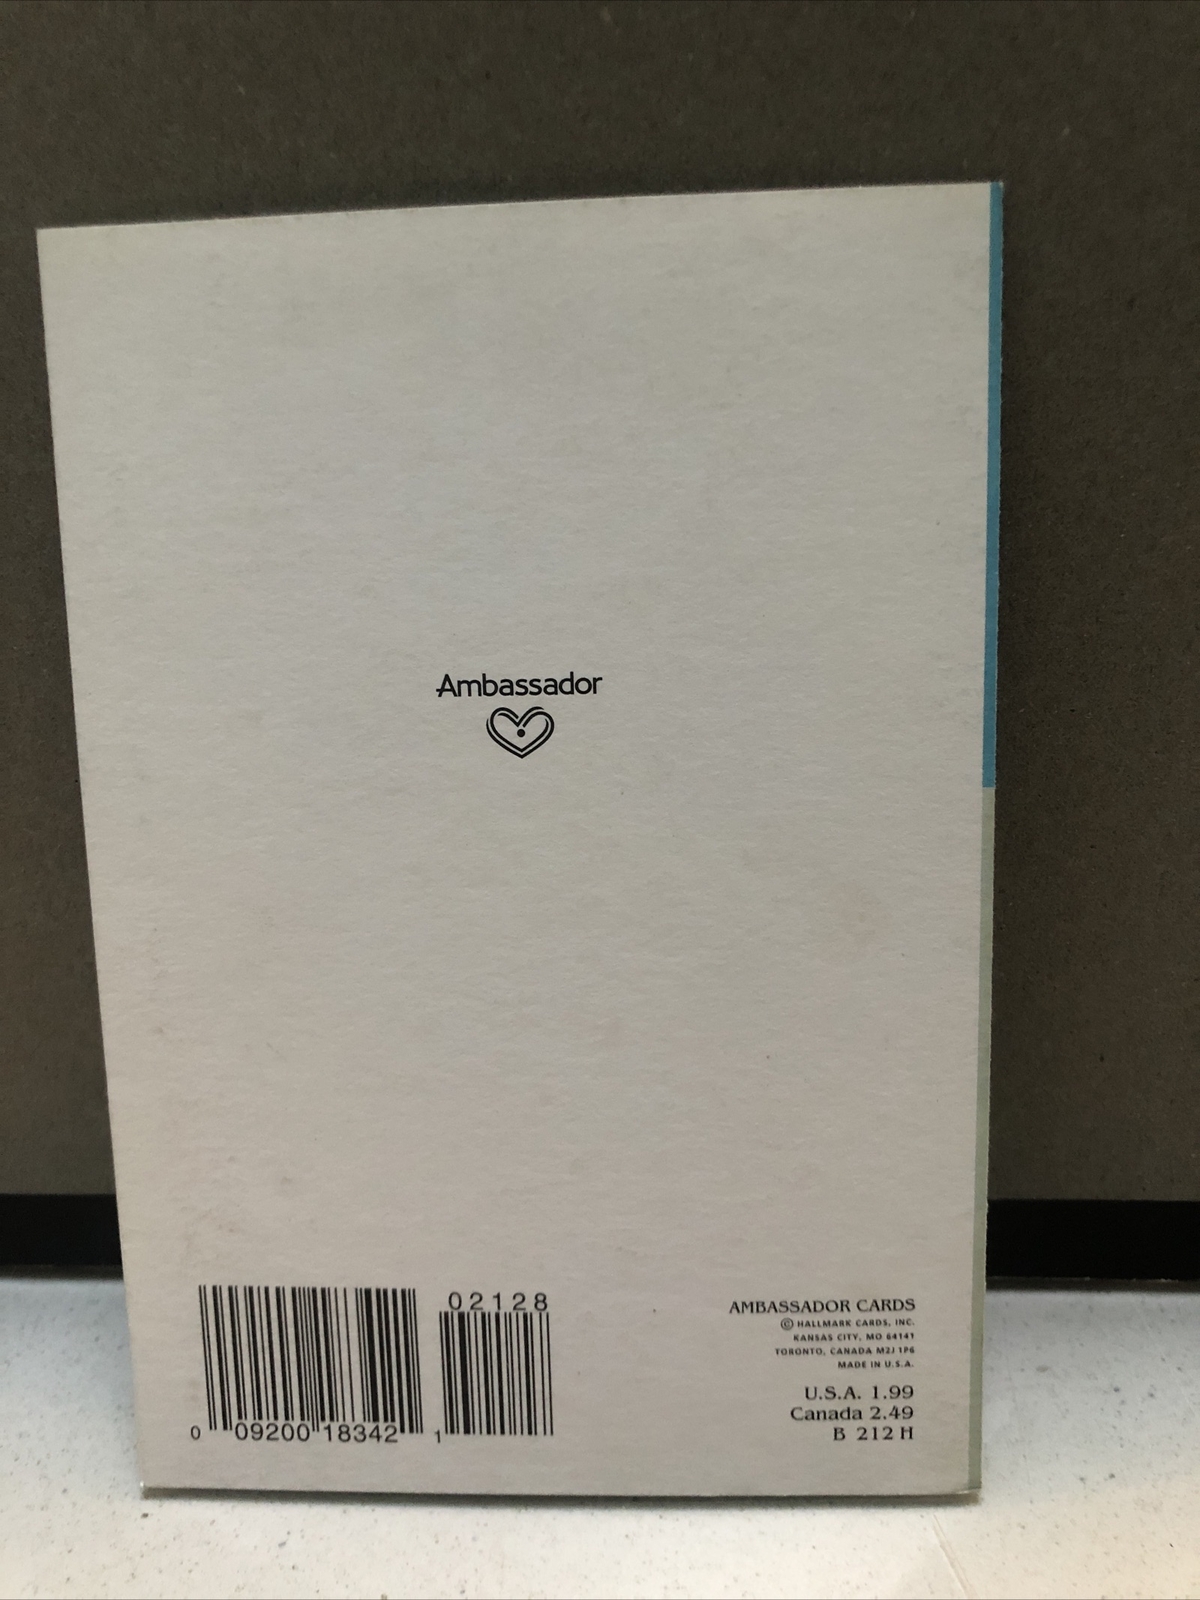 Ambassador
02128
0 09200 18342 1
AMBASSADOR CARDS
© HALLMARK CARDS, INC.
KANSAS CITY, MO 64141
TORONTO, CANADA M2J 1P6
MADE IN U.S.A.
U.S.A. 1.99
Canada 2.49
B 212 H